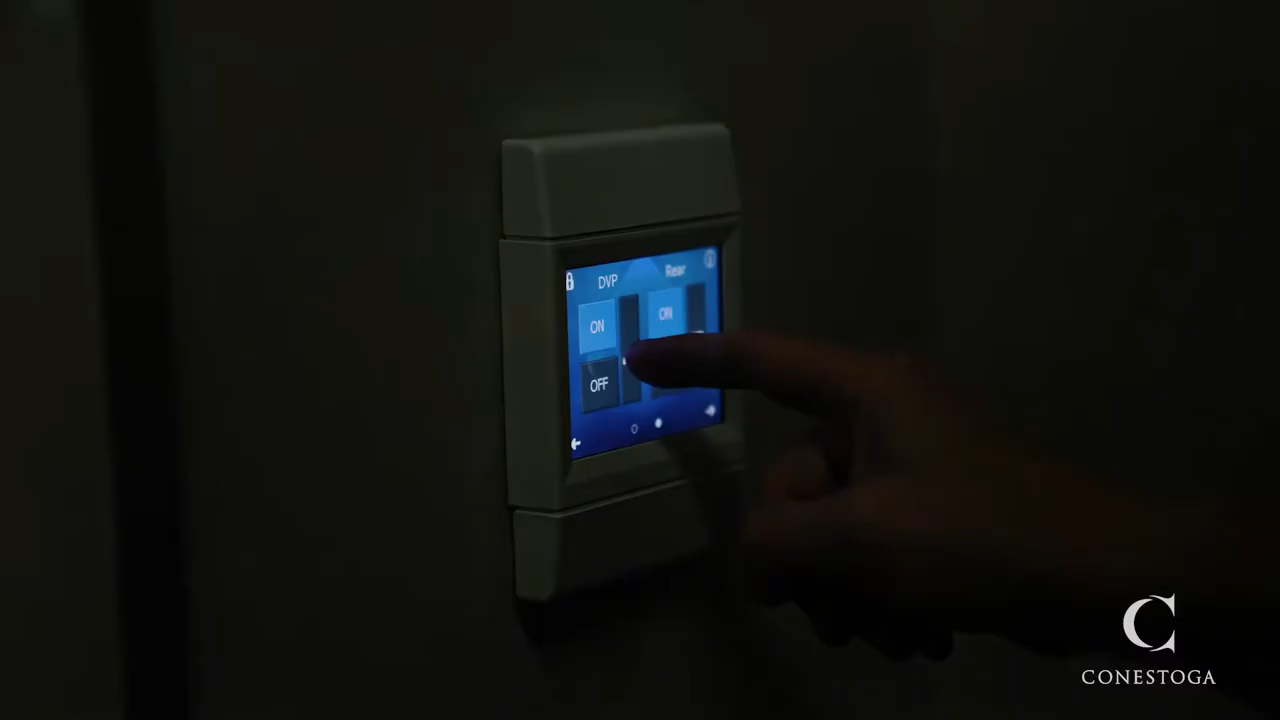 DVP Rear
ON ON
OFF
C
CONESTOGA